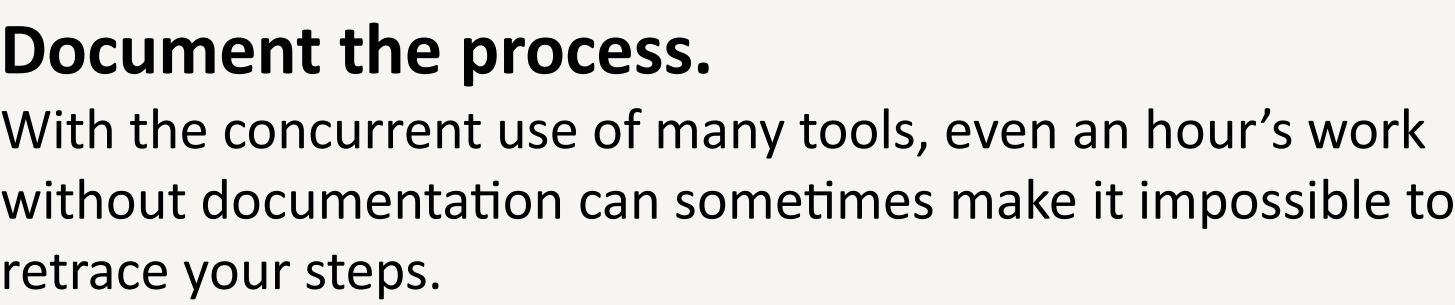 Document the process.
With the concurrent use of many tools, even an hour’s work
without documentation can sometimes make it impossible to
retrace your steps.